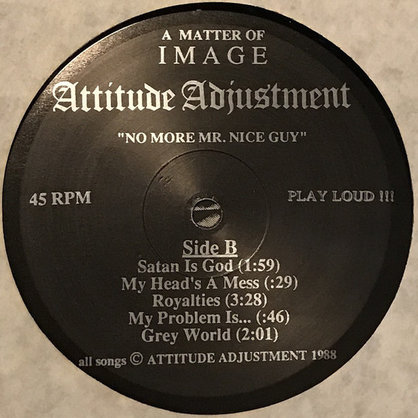 A MATTER OF
IMAGE
Attitude Adjustment
"NO MORE MR. NICE GUY"
45 RPM
PLAY LOUD !!!
Side B
Satan Is God (1:59)
My Head's A Mess (:29)
Royalties (3:28)
My Problem Is... (:46)
Grey World (2:01)
all songs © ATTITUDE ADJUSTMENT 1988